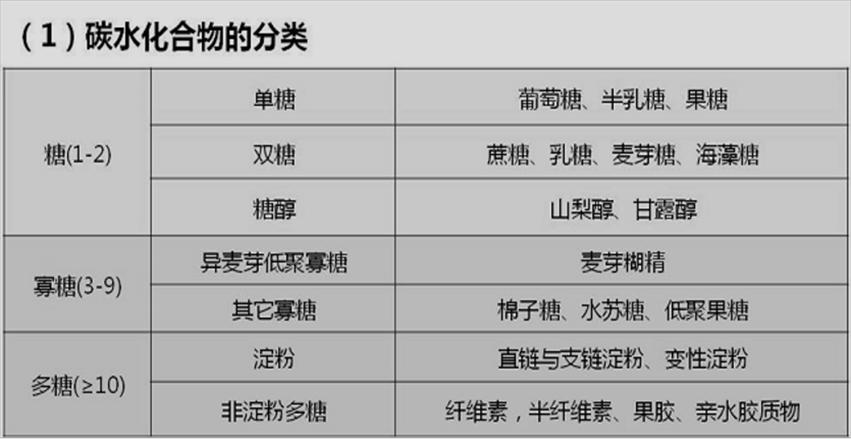 （1）碳水化合物的分类
糖(1-2) 单糖 葡萄糖、半乳糖、果糖
双糖 蔗糖、乳糖、麦芽糖、海藻糖
糖醇 山梨醇、甘露醇
寡糖(3-9) 异麦芽低聚寡糖 麦芽糊精
其它寡糖 棉子糖、水苏糖、低聚果糖
多糖(≥10) 淀粉 直链与支链淀粉、变性淀粉
非淀粉多糖 纤维素，半纤维素、果胶、亲水胶质物